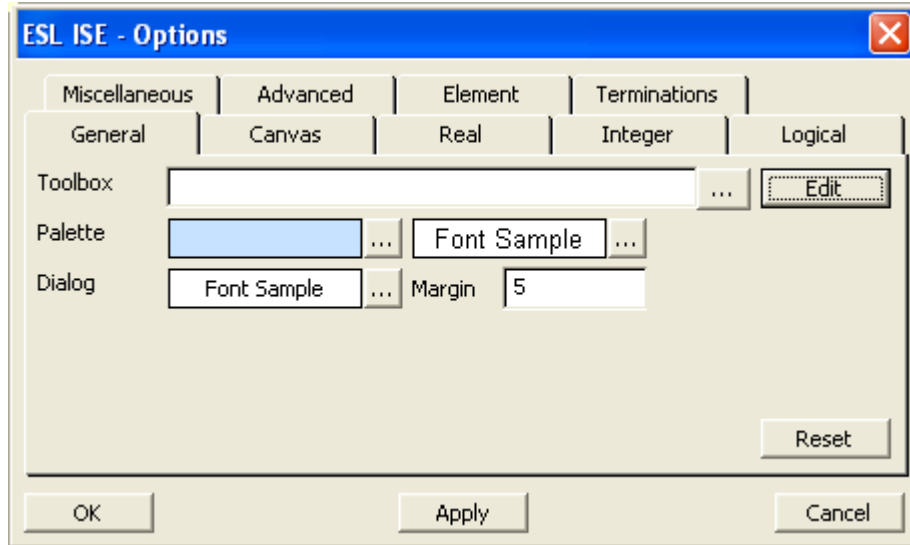 ESL ISE - Options
Miscellaneous Advanced Element Terminations
General Canvas Real Integer Logical
Toolbox ... Edit
Palette ... Font Sample ...
Dialog Font Sample ... Margin 5
Reset
OK Apply Cancel